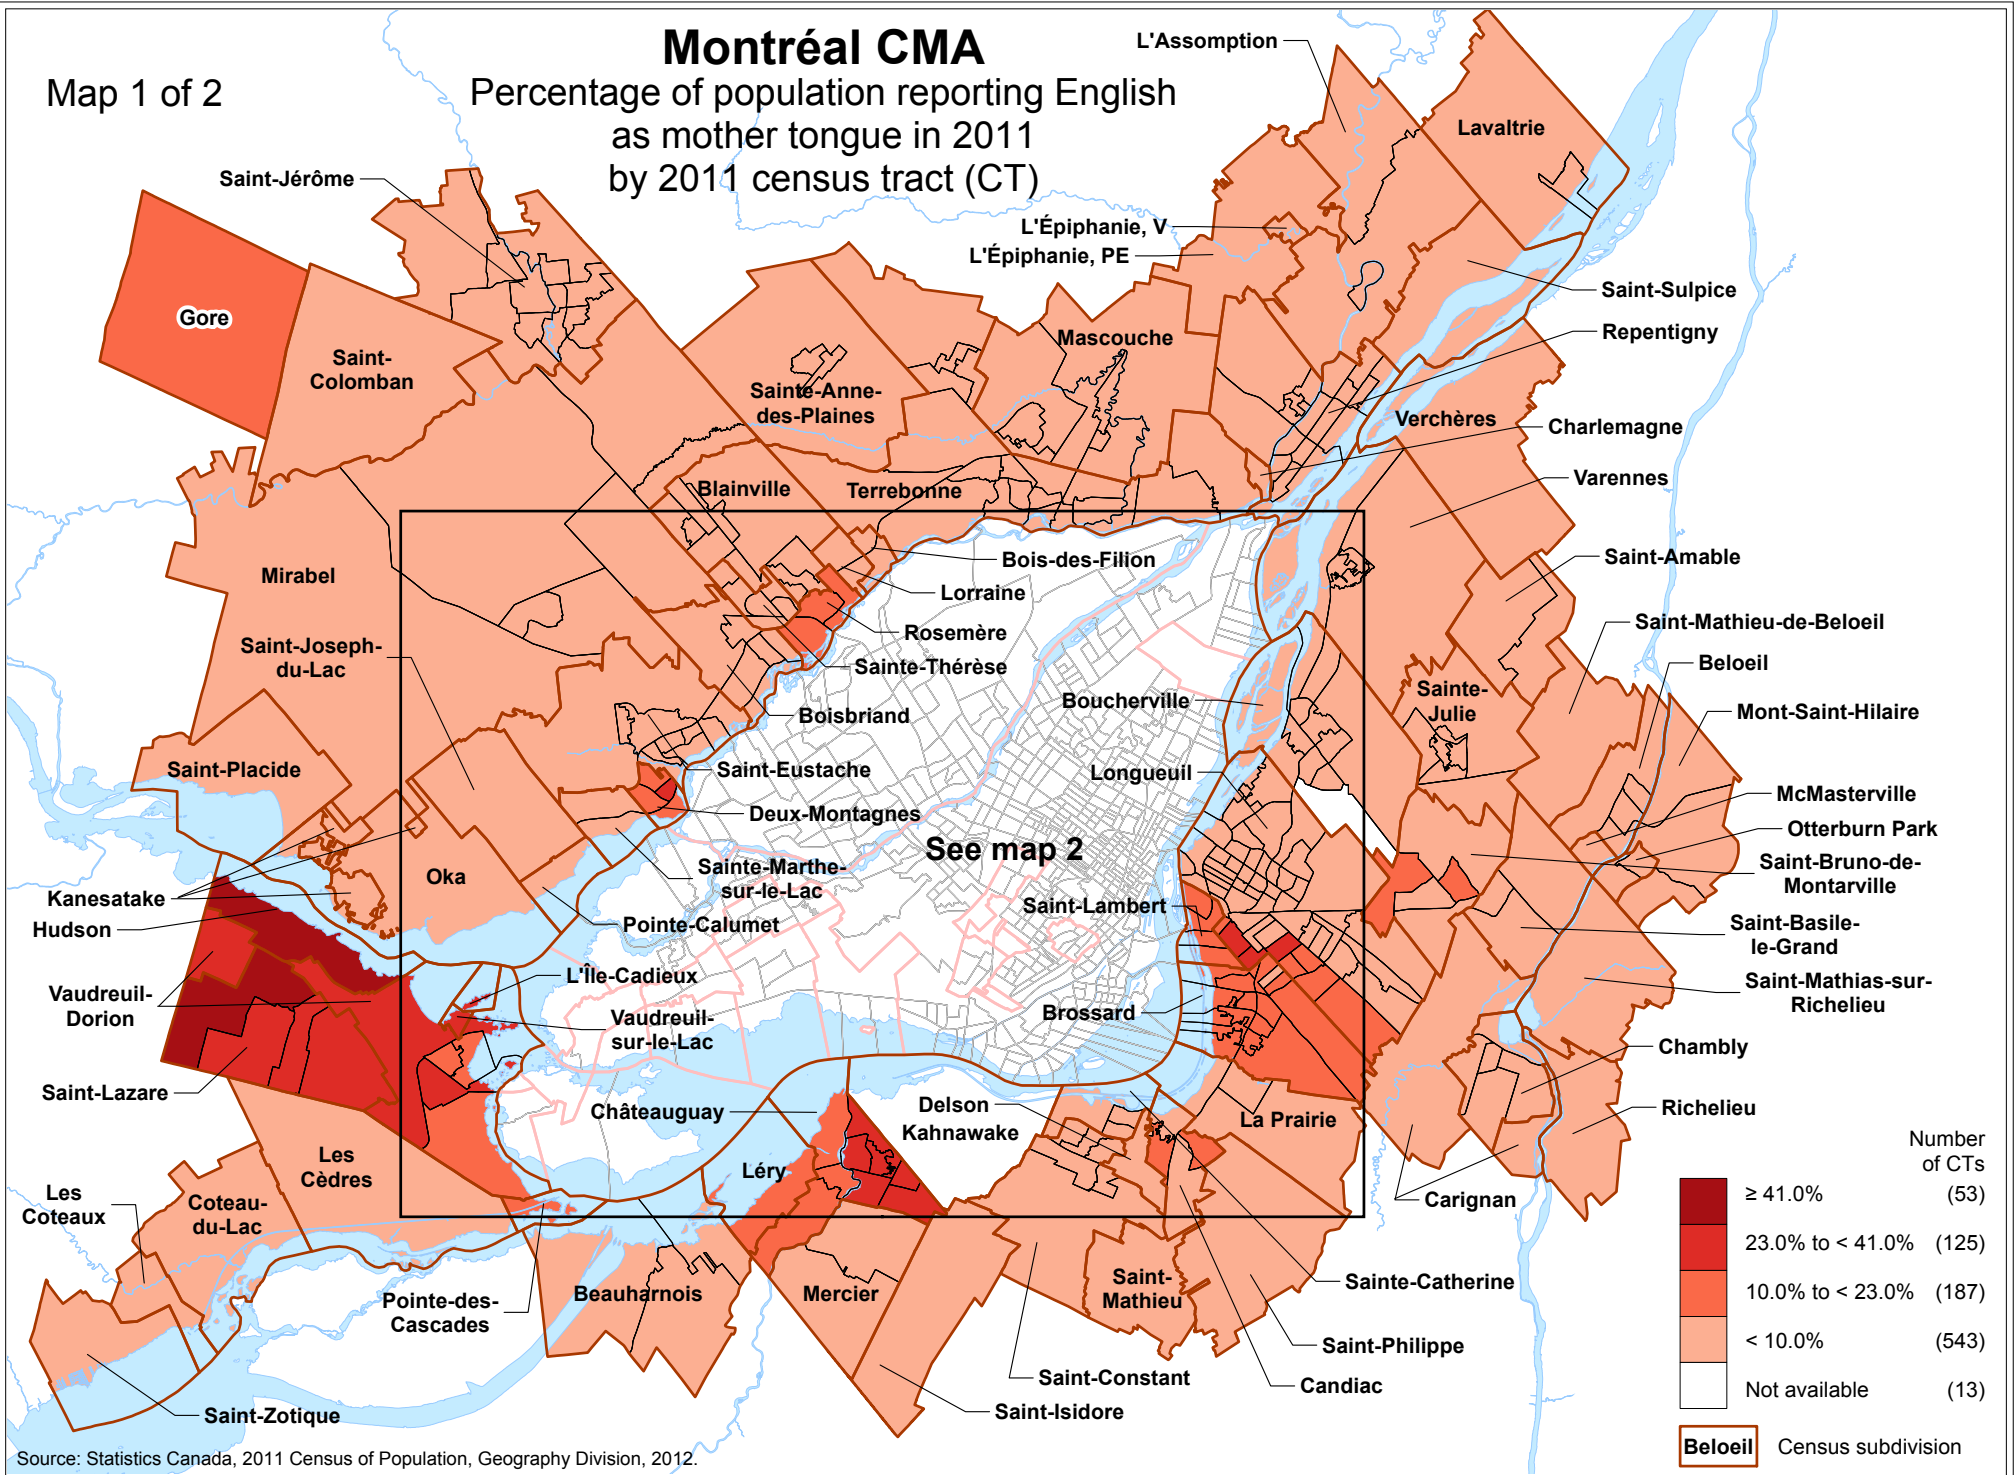 Montréal CMA
Map 1 of 2
Percentage of population reporting English
as mother tongue in 2011
by 2011 census tract (CT)
L'Assomption
Lavaltrie
Saint-Jérôme
L'Épiphanie, V
L'Épiphanie, PE
Saint-Sulpice
Gore
Repentigny
Mascouche
Saint-
Colomban
Sainte-Anne-
des-Plaines
Verchères
Charlemagne
Varennes
Blainville
Terrebonne
Bois-des-Filion
Saint-Amable
Mirabel
Lorraine
Saint-Mathieu-de-Beloeil
Rosemère
Saint-Joseph-
du-Lac
Sainte-Thérèse
Beloeil
Sainte-
Julie
Boucherville
Boisbriand
Mont-Saint-Hilaire
Saint-Placide
Saint-Eustache
Longueuil
McMasterville
Deux-Montagnes
Otterburn Park
See map 2
Saint-Bruno-de-
Montarville
Sainte-Marthe-
sur-le-Lac
Oka
Kanesatake
Saint-Lambert
Pointe-Calumet
Hudson
Saint-Basile-
le-Grand
L'Île-Cadieux
Saint-Mathias-sur-
Richelieu
Vaudreuil-
Dorion
Vaudreuil-
sur-le-Lac
Brossard
Chambly
Saint-Lazare
Châteauguay
Delson
Kahnawake
La Prairie
Richelieu
Les
Cèdres
Léry
Carignan
Les
Coteaux
Coteau-
du-Lac
Sainte-Catherine
Saint-
Mathieu
Beauharnois
Mercier
Pointe-des-
Cascades
Saint-Philippe
Saint-Constant
Candiac
Saint-Isidore
Saint-Zotique
Number
of CTs
≥ 41.0% (53)
23.0% to < 41.0% (125)
10.0% to < 23.0% (187)
< 10.0% (543)
Not available (13)
Beloeil Census subdivision
Source: Statistics Canada, 2011 Census of Population, Geography Division, 2012.